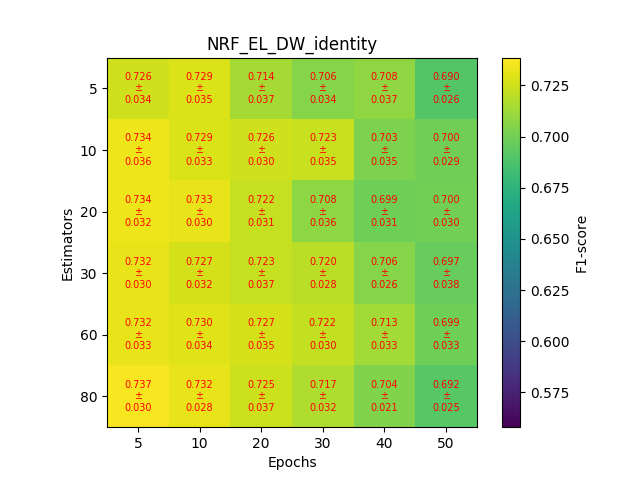 NRF_EL_DW_identity
5
0.726 0.729 0.714 0.706 0.708 0.690
± ± ± ± ± ±
0.034 0.035 0.037 0.034 0.037 0.026
10
0.734 0.729 0.726 0.723 0.703 0.700
± ± ± ± ± ±
0.036 0.033 0.030 0.035 0.035 0.029
20
0.734 0.733 0.722 0.708 0.699 0.700
± ± ± ± ± ±
0.032 0.030 0.031 0.036 0.031 0.030
30
0.732 0.727 0.723 0.720 0.706 0.697
± ± ± ± ± ±
0.030 0.032 0.037 0.028 0.026 0.038
60
0.732 0.730 0.727 0.722 0.713 0.699
± ± ± ± ± ±
0.033 0.034 0.035 0.030 0.033 0.033
80
0.737 0.732 0.725 0.717 0.704 0.692
± ± ± ± ± ±
0.030 0.028 0.037 0.032 0.021 0.025
5 10 20 30 40 50
Epochs
Estimators
0.725
0.700
0.675
0.650
0.625
0.600
0.575
F1-score